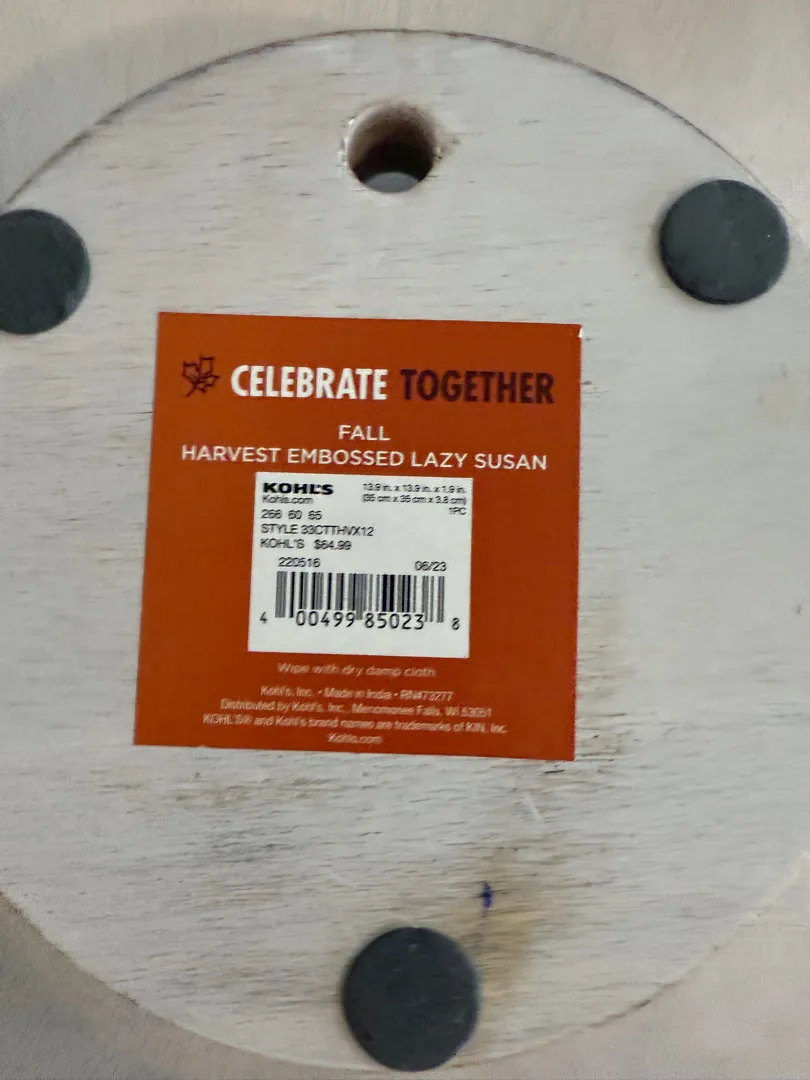 CELEBRATE TOGETHER
FALL
HARVEST EMBOSSED LAZY SUSAN
KOHL'S
Kohls.com
13.9 in. x 13.9 in. x 1.9 in.
(35 cm x 35 cm x 3.8 cm)
1PC
266 60 65
STYLE 33CTTHVX12
KOHL'S $64.99
220516 06/23
4 00499 85023 8
Wipe with dry damp cloth
Kohl's, Inc. • Made in India • RN#73277
Distributed by Kohl's, Inc., Menomonee Falls, WI 53051
KOHL'S® and Kohl's brand names are trademarks of KIN, Inc.
Kohls.com